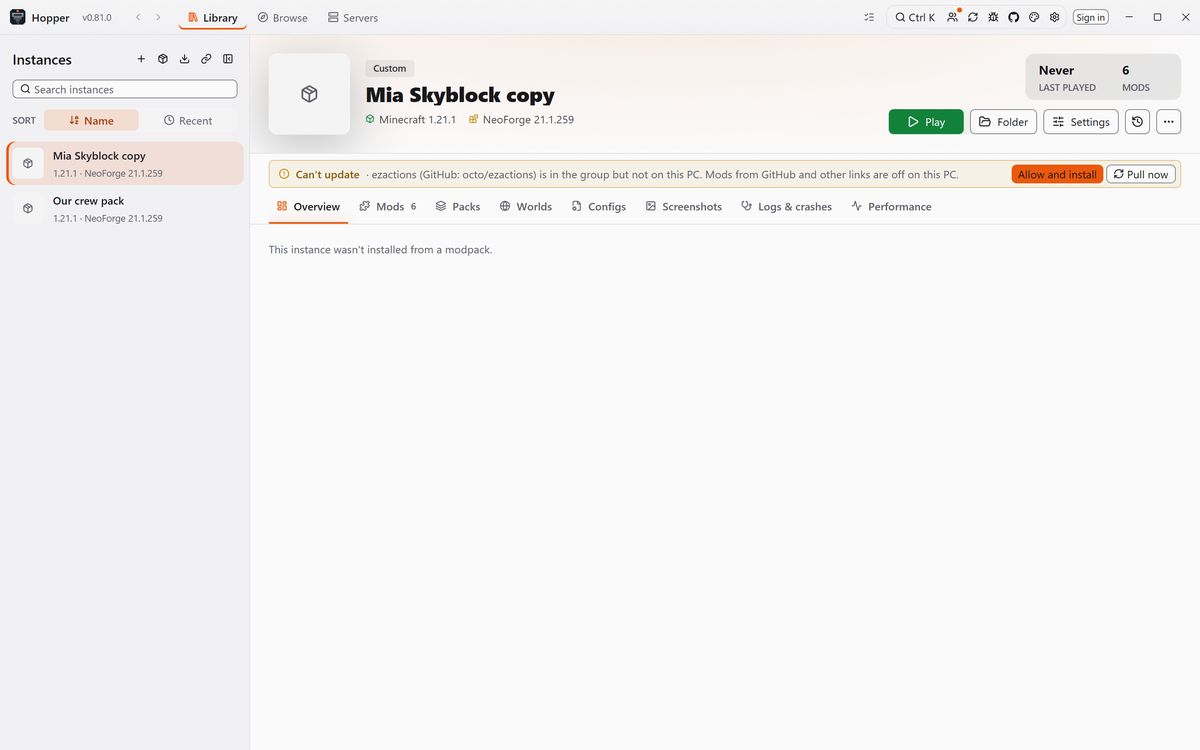 Hopper v0.81.0 Library Browse Servers Ctrl K Sign in
Instances
Search instances
SORT Name Recent
Mia Skyblock copy
1.21.1 · NeoForge 21.1.259
Our crew pack
1.21.1 · NeoForge 21.1.259
Custom
Mia Skyblock copy
Minecraft 1.21.1 NeoForge 21.1.259
Never 6
LAST PLAYED MODS
Play Folder Settings
Can't update · ezactions (GitHub: octo/ezactions) is in the group but not on this PC. Mods from GitHub and other links are off on this PC. Allow and install Pull now
Overview Mods 6 Packs Worlds Configs Screenshots Logs & crashes Performance
This instance wasn't installed from a modpack.